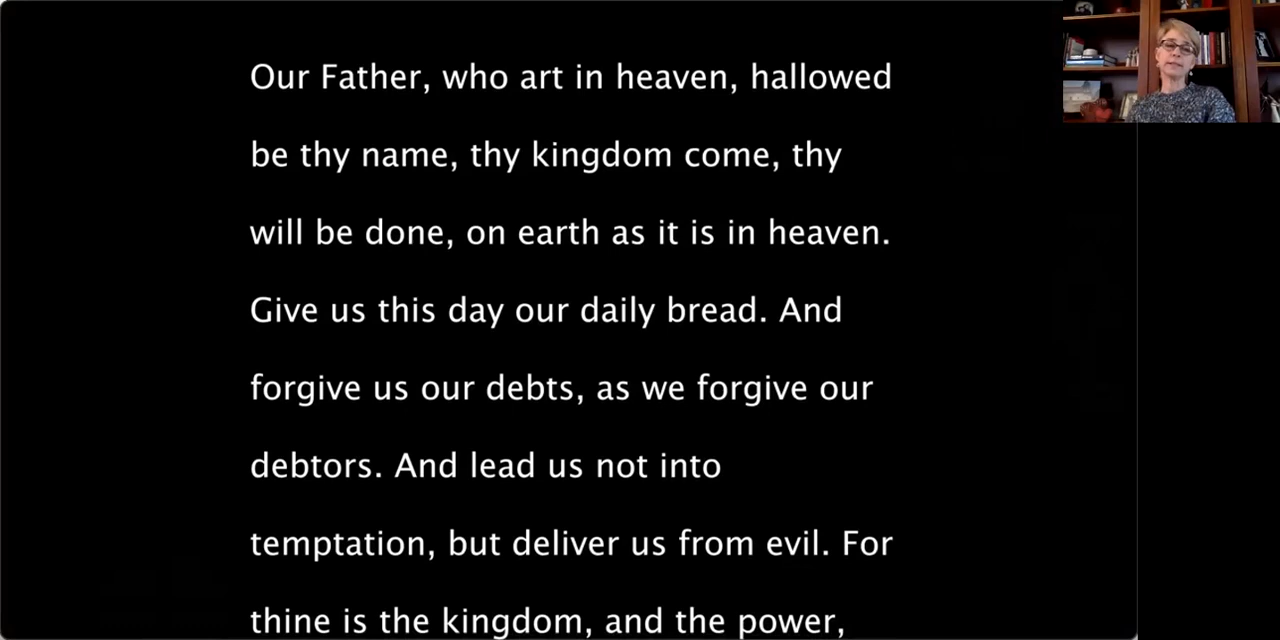 Our Father, who art in heaven, hallowed
be thy name, thy kingdom come, thy
will be done, on earth as it is in heaven.
Give us this day our daily bread. And
forgive us our debts, as we forgive our
debtors. And lead us not into
temptation, but deliver us from evil. For
thine is the kingdom, and the power,